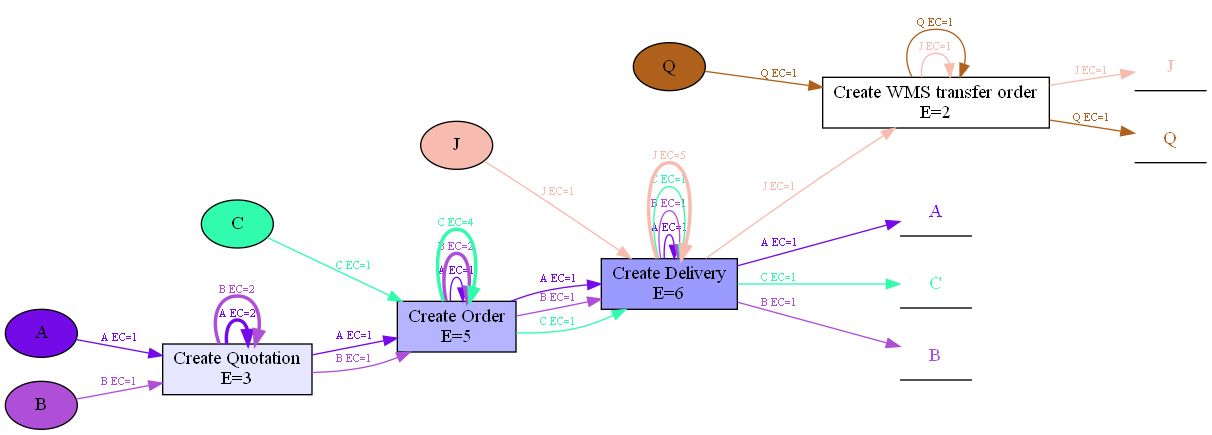 Q EC=1
J EC=1
Q
Q EC=1
J EC=1
J
Create WMS transfer order
E=2
Q EC=1
Q
J
J EC=5
C EC=1
B EC=1
A EC=1
J EC=1
J EC=1
C
C EC=4
B EC=2
A EC=1
A EC=1
A
C EC=1
Create Delivery
E=6
A EC=1
B EC=1
C EC=1
C EC=1
C
B EC=2
A EC=2
Create Order
E=5
B EC=1
A
A EC=1
A EC=1
B EC=1
Create Quotation
E=3
B
B EC=1
B